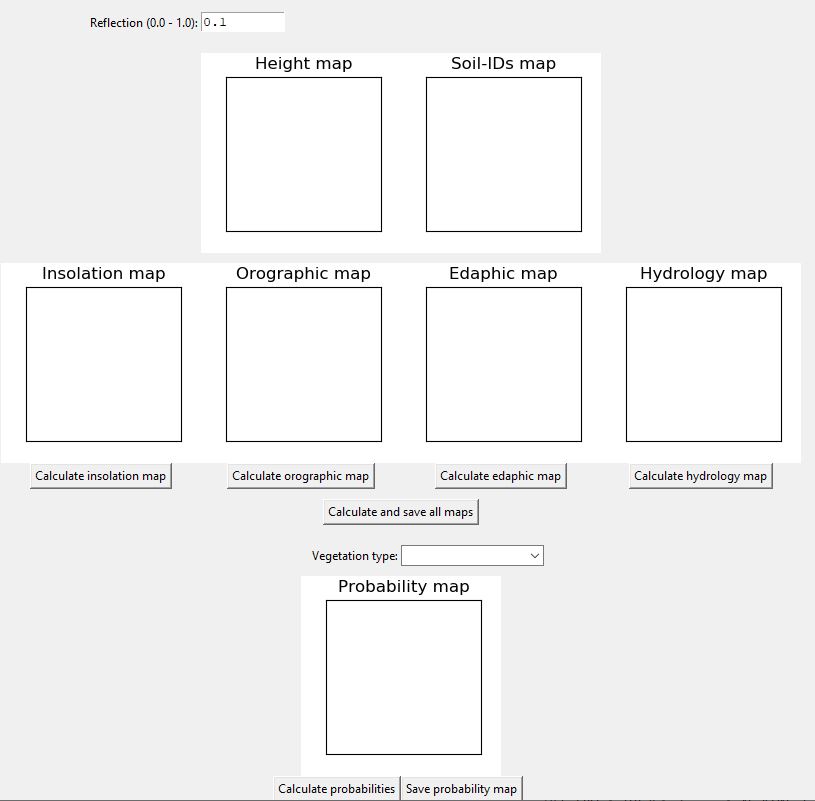 Reflection (0.0 - 1.0): 0.1
Height map Soil-IDs map
Insolation map Orographic map Edaphic map Hydrology map
Calculate insolation map Calculate orographic map Calculate edaphic map Calculate hydrology map
Calculate and save all maps
Vegetation type:
Probability map
Calculate probabilities Save probability map